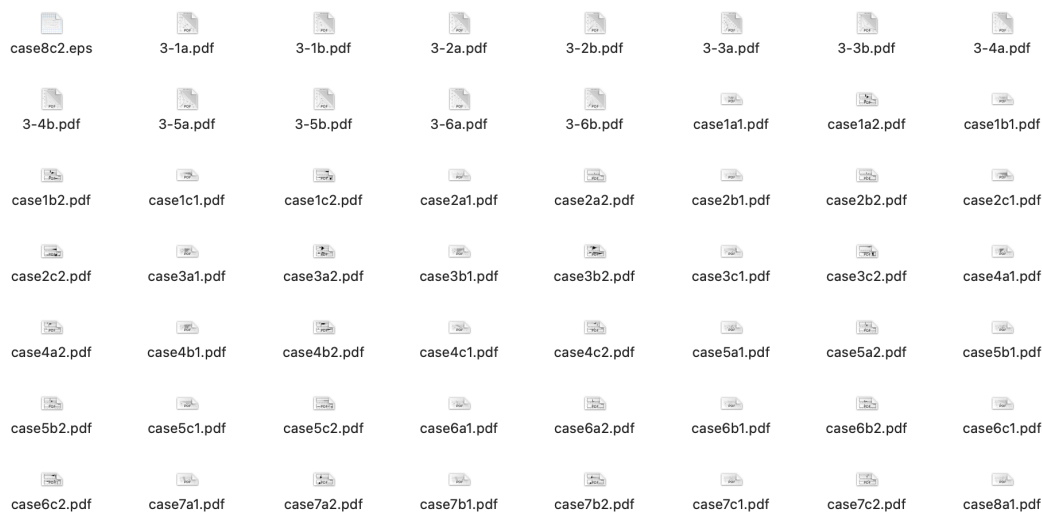 case8c2.eps 3-1a.pdf 3-1b.pdf 3-2a.pdf 3-2b.pdf 3-3a.pdf 3-3b.pdf 3-4a.pdf
3-4b.pdf 3-5a.pdf 3-5b.pdf 3-6a.pdf 3-6b.pdf case1a1.pdf case1a2.pdf case1b1.pdf
case1b2.pdf case1c1.pdf case1c2.pdf case2a1.pdf case2a2.pdf case2b1.pdf case2b2.pdf case2c1.pdf
case2c2.pdf case3a1.pdf case3a2.pdf case3b1.pdf case3b2.pdf case3c1.pdf case3c2.pdf case4a1.pdf
case4a2.pdf case4b1.pdf case4b2.pdf case4c1.pdf case4c2.pdf case5a1.pdf case5a2.pdf case5b1.pdf
case5b2.pdf case5c1.pdf case5c2.pdf case6a1.pdf case6a2.pdf case6b1.pdf case6b2.pdf case6c1.pdf
case6c2.pdf case7a1.pdf case7a2.pdf case7b1.pdf case7b2.pdf case7c1.pdf case7c2.pdf case8a1.pdf